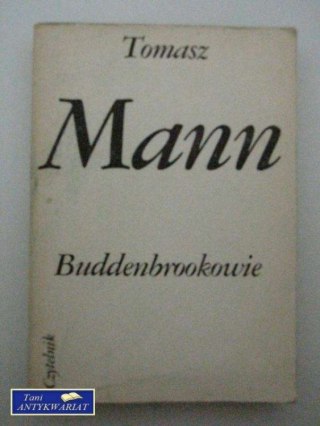 Tomasz
Mann
Buddenbrookowie
Czytelnik
Tani
ANTYKWARIAT